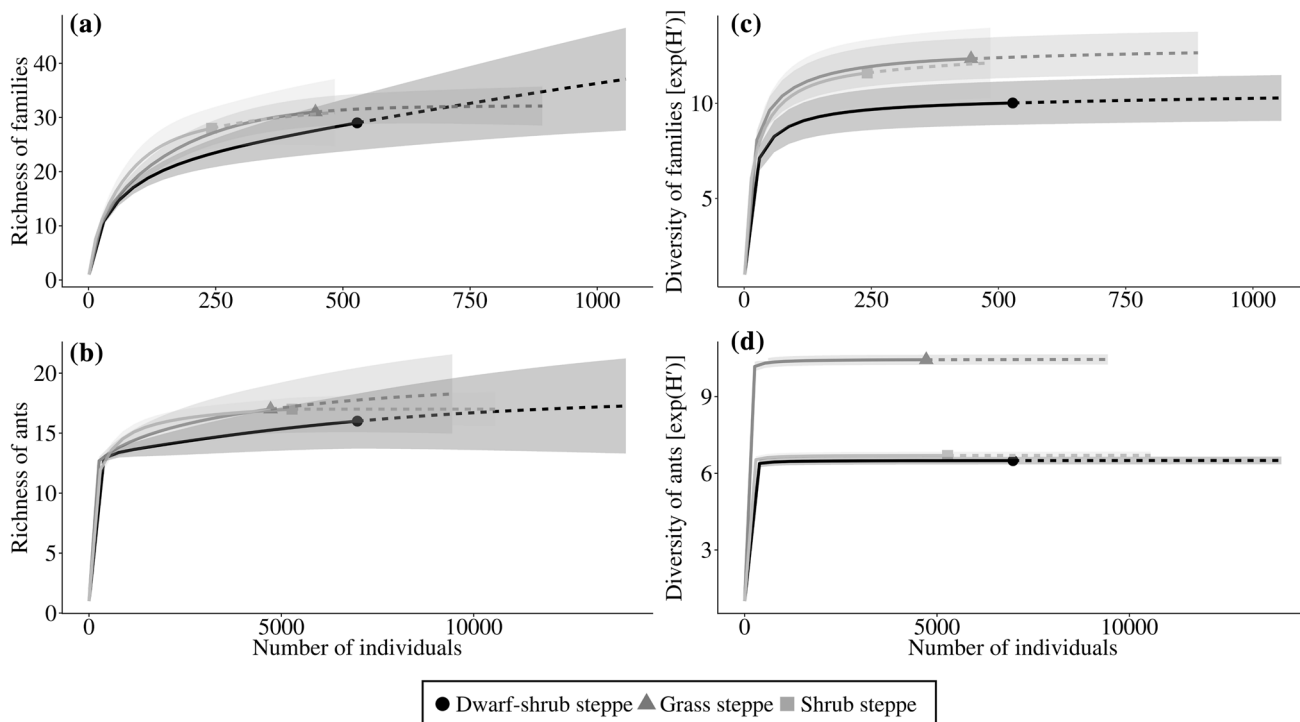 (a)
Richness of families
40
30
20
10
0
0 250 500 750 1000
(c)
Diversity of families [exp(H')]
10
5
0 250 500 750 1000
(b)
Richness of ants
20
15
10
5
0
0 5000 10000
Number of individuals
(d)
Diversity of ants [exp(H')]
9
6
3
0 5000 10000
Number of individuals
Dwarf-shrub steppe Grass steppe Shrub steppe